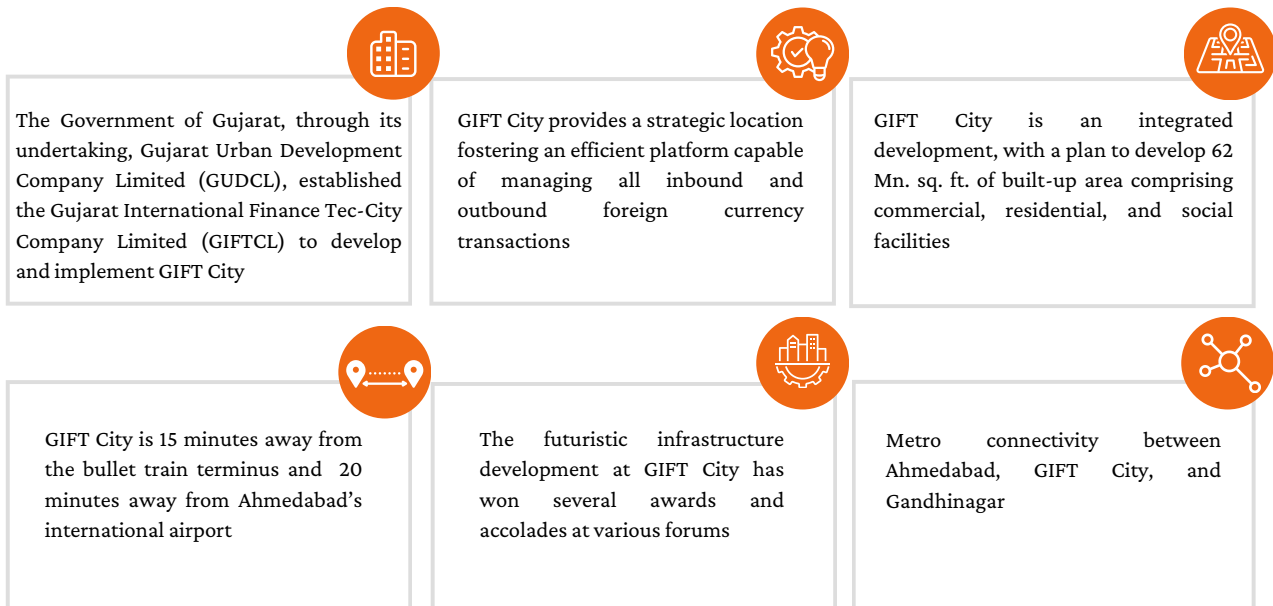 The Government of Gujarat, through its
undertaking, Gujarat Urban Development
Company Limited (GUDCL), established
the Gujarat International Finance Tec-City
Company Limited (GIFTCL) to develop
and implement GIFT City
GIFT City provides a strategic location
fostering an efficient platform capable
of managing all inbound and
outbound foreign currency
transactions
GIFT City is an integrated
development, with a plan to develop 62
Mn. sq. ft. of built-up area comprising
commercial, residential, and social
facilities
GIFT City is 15 minutes away from
the bullet train terminus and 20
minutes away from Ahmedabad’s
international airport
The futuristic infrastructure
development at GIFT City has
won several awards and
accolades at various forums
Metro connectivity between
Ahmedabad, GIFT City, and
Gandhinagar